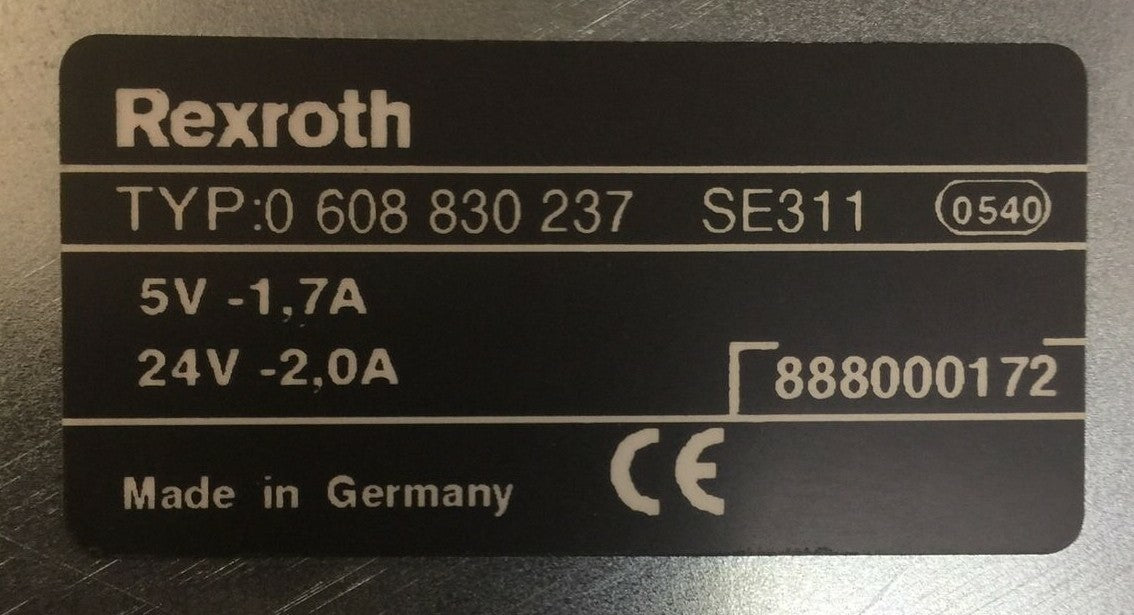 Rexroth
TYP:0 608 830 237 SE311 0540
5V -1,7A
24V -2,0A
888000172
Made in Germany CE